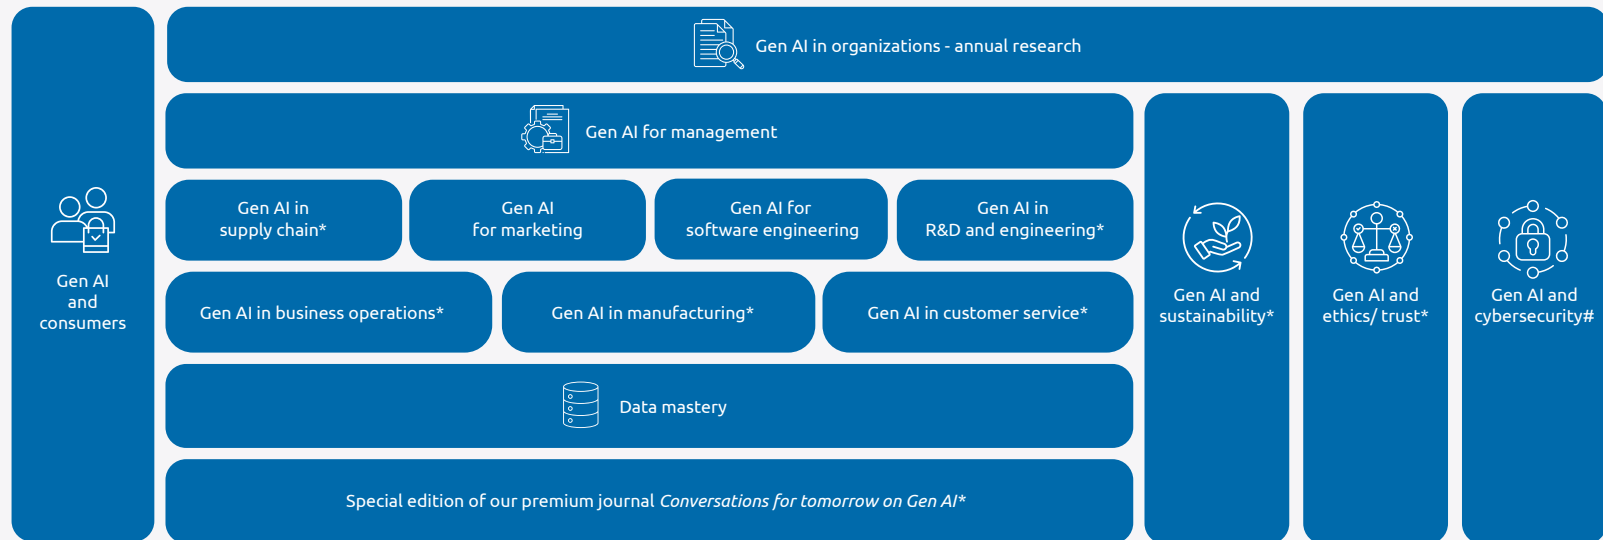 Gen AI in organizations - annual research
Gen AI for management
Gen AI
and
consumers
Gen AI in
supply chain*
Gen AI
for marketing
Gen AI for
software engineering
Gen AI in
R&D and engineering*
Gen AI in business operations*
Gen AI in manufacturing*
Gen AI in customer service*
Data mastery
Special edition of our premium journal Conversations for tomorrow on Gen AI*
Gen AI and
sustainability*
Gen AI and
ethics/ trust*
Gen AI and
cybersecurity#